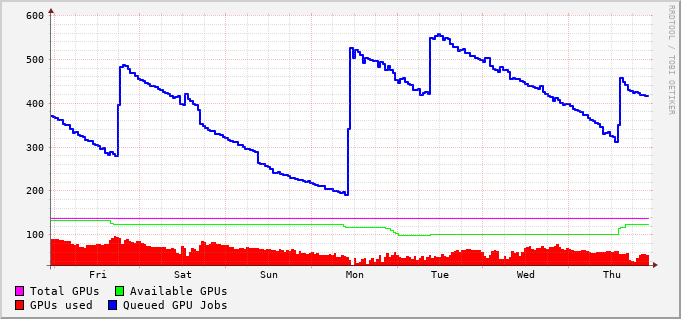 600
500
400
300
200
100
Fri Sat Sun Mon Tue Wed Thu
Total GPUs Available GPUs
GPUs used Queued GPU Jobs
RRDTOOL / TOBI OETIKER